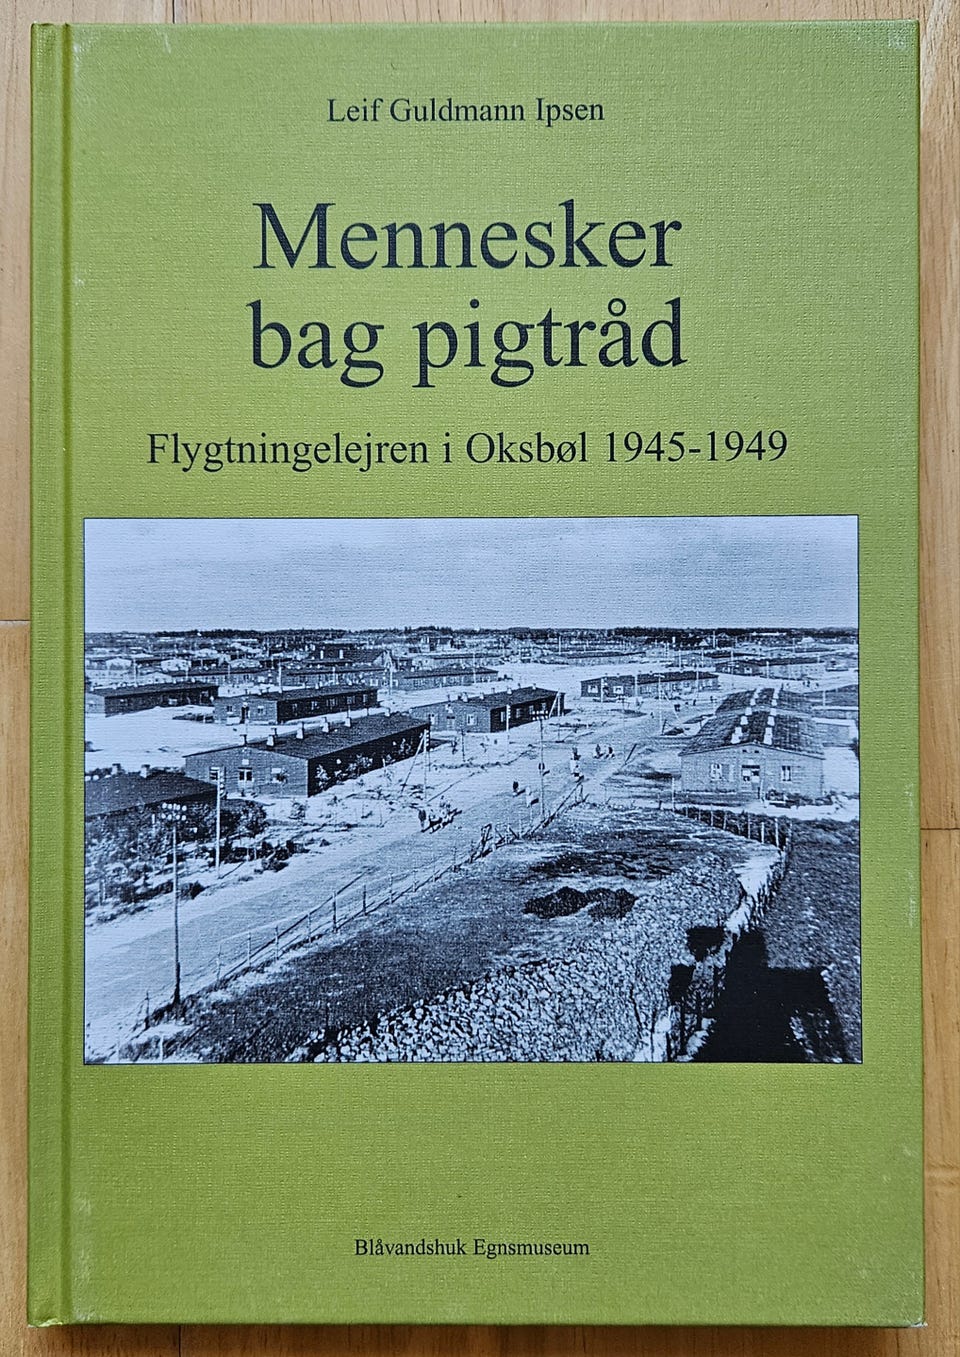 Leif Guldmann Ipsen
Mennesker
bag pigtråd
Flygtningelejren i Oksbøl 1945-1949
Blåvandshuk Egnsmuseum